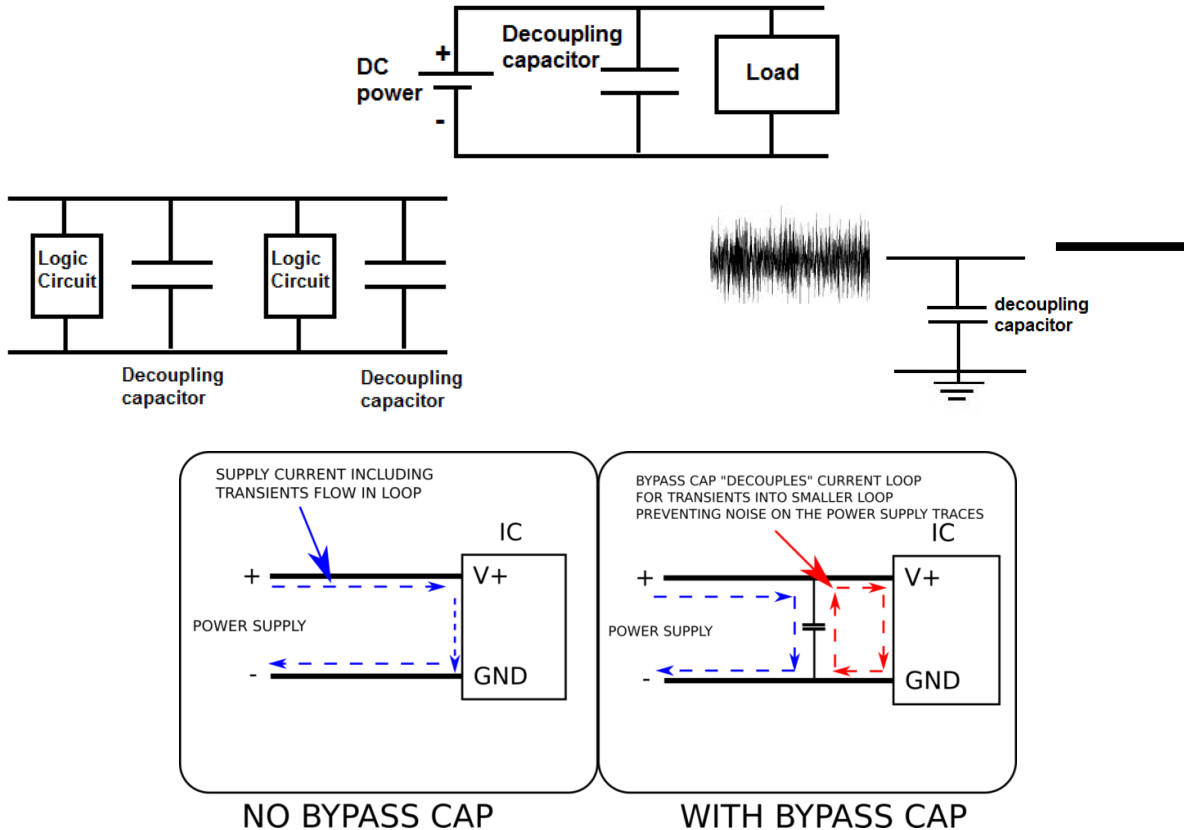 Decoupling
capacitor
+
DC
power
-
Load
Logic
Circuit
Logic
Circuit
Decoupling
capacitor
Decoupling
capacitor
decoupling
capacitor
SUPPLY CURRENT INCLUDING
TRANSIENTS FLOW IN LOOP
IC
+
V+
POWER SUPPLY
-
GND
NO BYPASS CAP
BYPASS CAP "DECOUPLES" CURRENT LOOP
FOR TRANSIENTS INTO SMALLER LOOP
PREVENTING NOISE ON THE POWER SUPPLY TRACES
IC
+
V+
POWER SUPPLY
-
GND
WITH BYPASS CAP